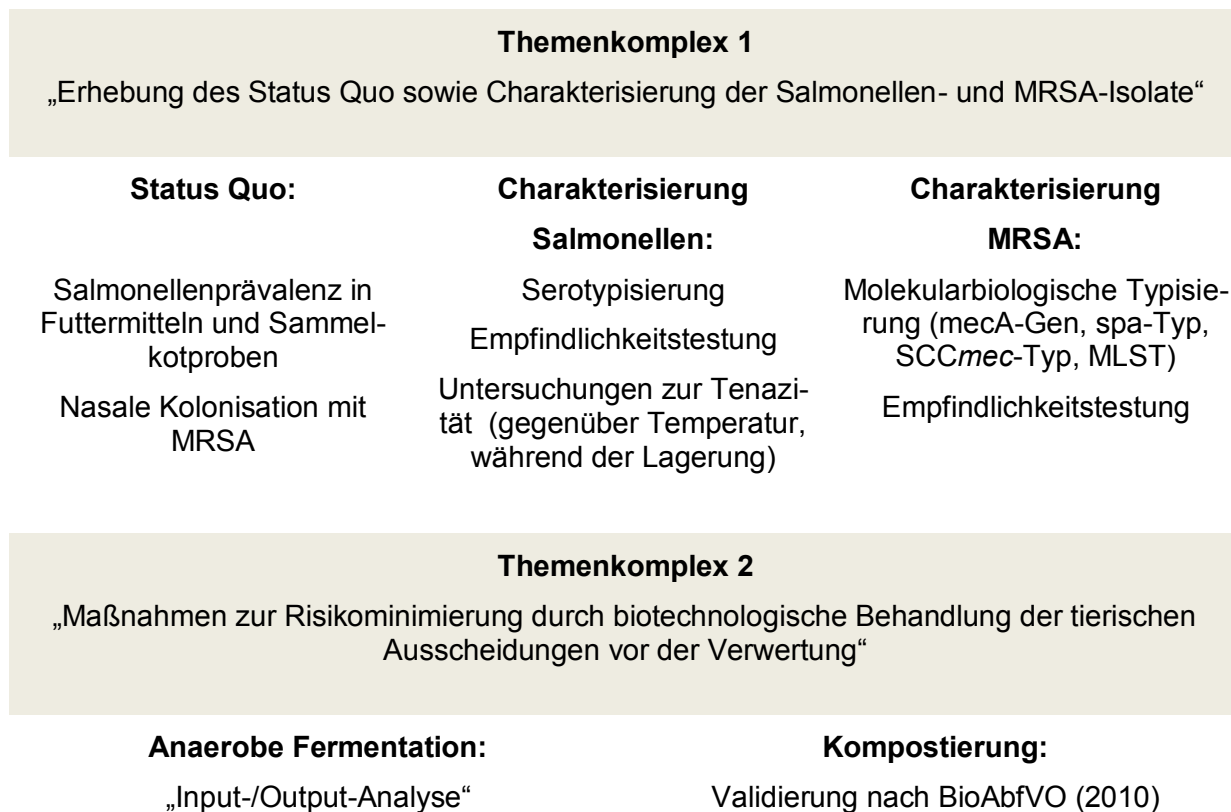 Themenkomplex 1
„Erhebung des Status Quo sowie Charakterisierung der Salmonellen- und MRSA-Isolate“
Status Quo:
Salmonellenprävalenz in
Futtermitteln und Sammel-
kotproben
Nasale Kolonisation mit
MRSA
Charakterisierung
Salmonellen:
Serotypisierung
Empfindlichkeitstestung
Untersuchungen zur Tenazi-
tät (gegenüber Temperatur,
während der Lagerung)
Charakterisierung
MRSA:
Molekularbiologische Typisie-
rung (mecA-Gen, spa-Typ,
SCCmec-Typ, MLST)
Empfindlichkeitstestung
Themenkomplex 2
„Maßnahmen zur Risikominimierung durch biotechnologische Behandlung der tierischen
Ausscheidungen vor der Verwertung“
Anaerobe Fermentation:
„Input-/Output-Analyse“
Kompostierung:
Validierung nach BioAbfVO (2010)